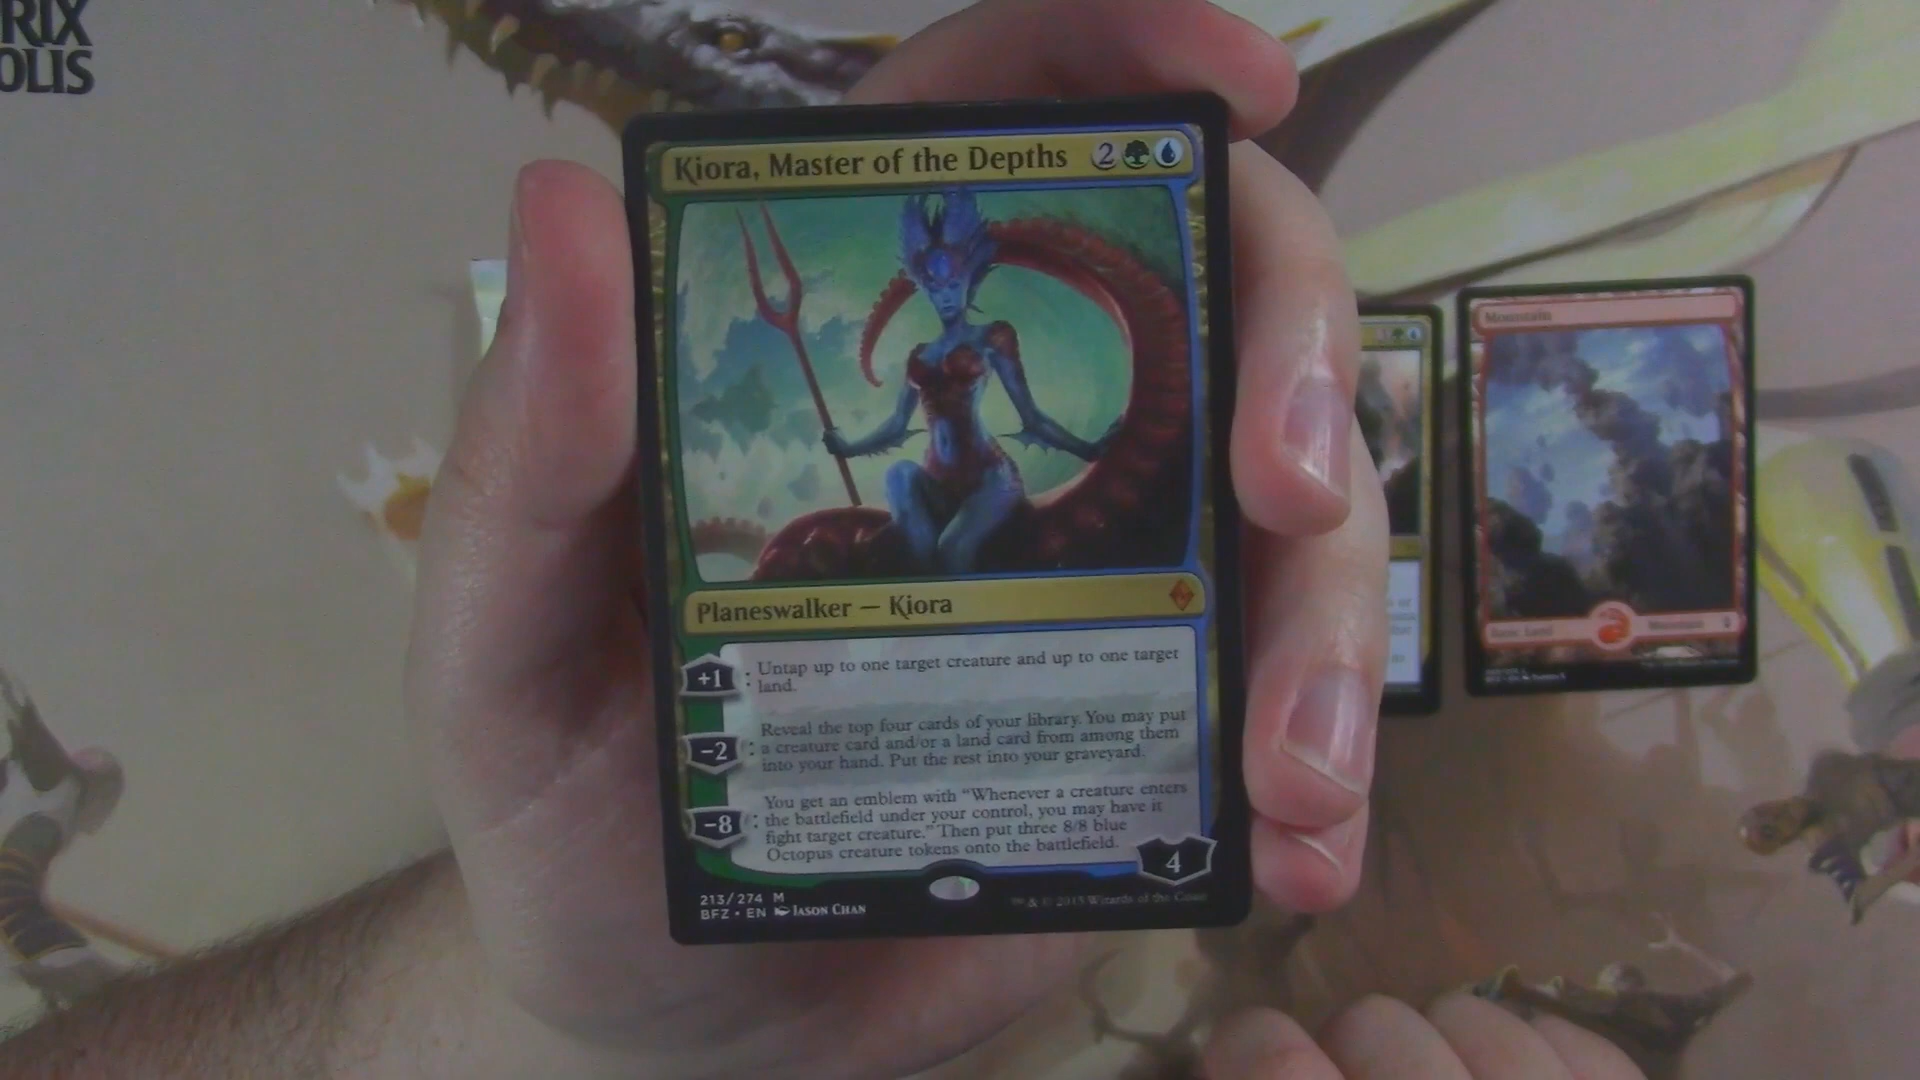 RIX
OLIS
Kiora, Master of the Depths 2
Planeswalker — Kiora
+1 : Untap up to one target creature and up to one target
land.
Reveal the top four cards of your library. You may put
−2 : a creature card and/or a land card from among them
into your hand. Put the rest into your graveyard.
You get an emblem with “Whenever a creature enters
−8 : the battlefield under your control, you may have it
fight target creature.” Then put three 8/8 blue
Octopus creature tokens onto the battlefield.
4
213/274 M
BFZ • EN Jason Chan
™ & © 2015 Wizards of the Coast
Mountain
Basic Land
Mountain